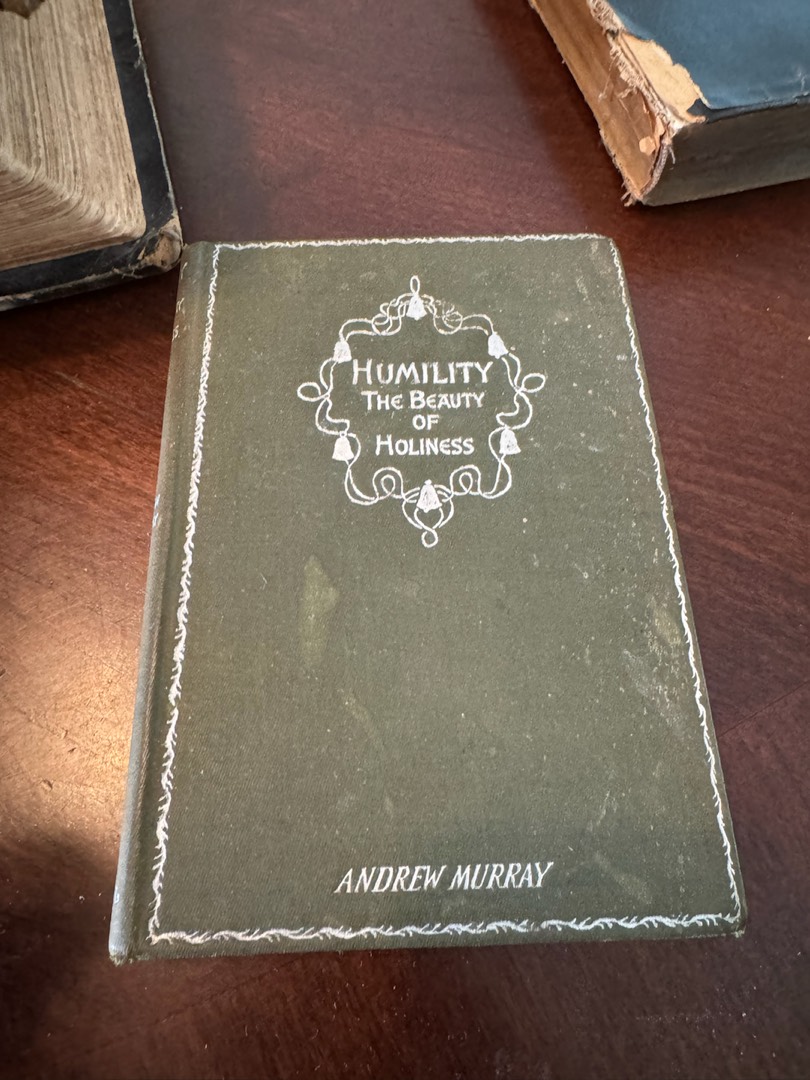 HUMILITY
THE BEAUTY
OF
HOLINESS
ANDREW MURRAY